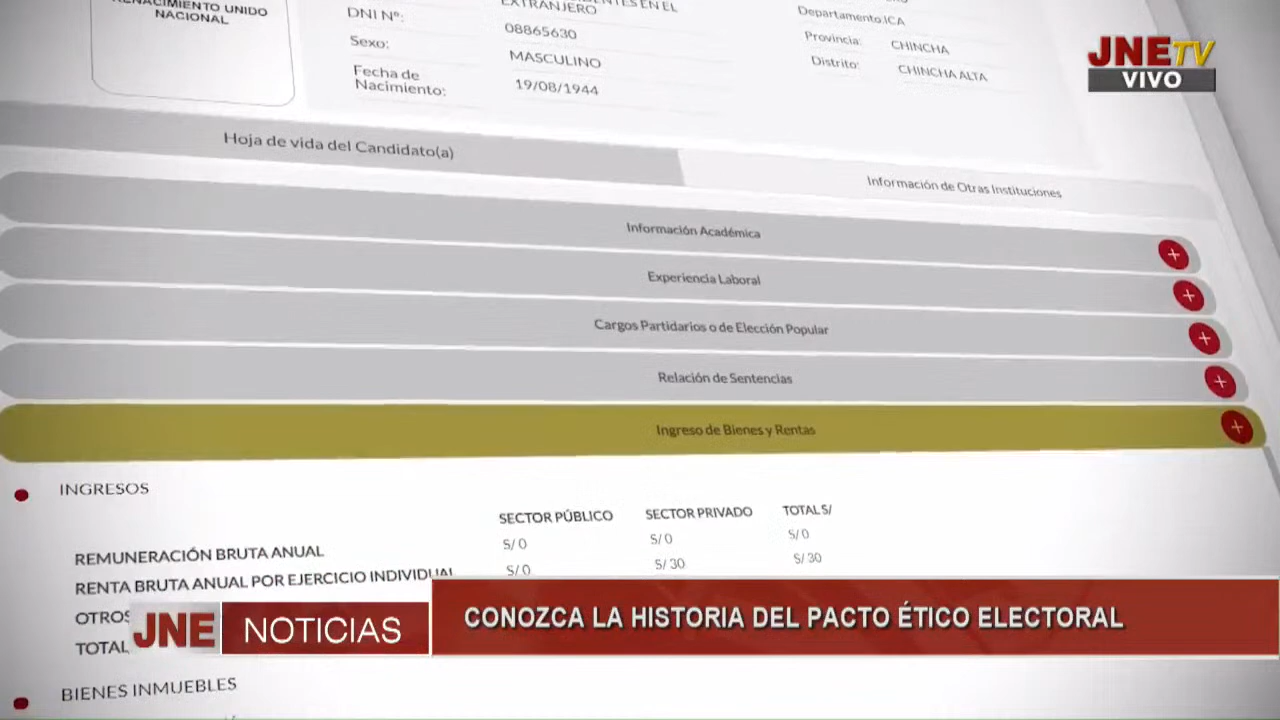 RENACIMIENTO UNIDO
NACIONAL
EXTRANJERO
DNI Nº:
08865630
Sexo:
MASCULINO
Fecha de
Nacimiento:
19/08/1944
Departamento:ICA
Provincia:
CHINCHA
Distrito:
CHINCHA ALTA
JNETV
VIVO
Hoja de vida del Candidato(a)
Información de Otras Instituciones
Información Académica
Experiencia Laboral
Cargos Partidarios o de Elección Popular
Relación de Sentencias
Ingreso de Bienes y Rentas
INGRESOS
SECTOR PÚBLICO SECTOR PRIVADO TOTAL S/
REMUNERACIÓN BRUTA ANUAL S/ 0 S/ 0 S/ 0
RENTA BRUTA ANUAL POR EJERCICIO INDIVIDUAL S/ 0 S/ 30 S/ 30
OTROS
TOTAL
JNE NOTICIAS
CONOZCA LA HISTORIA DEL PACTO ÉTICO ELECTORAL
BIENES INMUEBLES